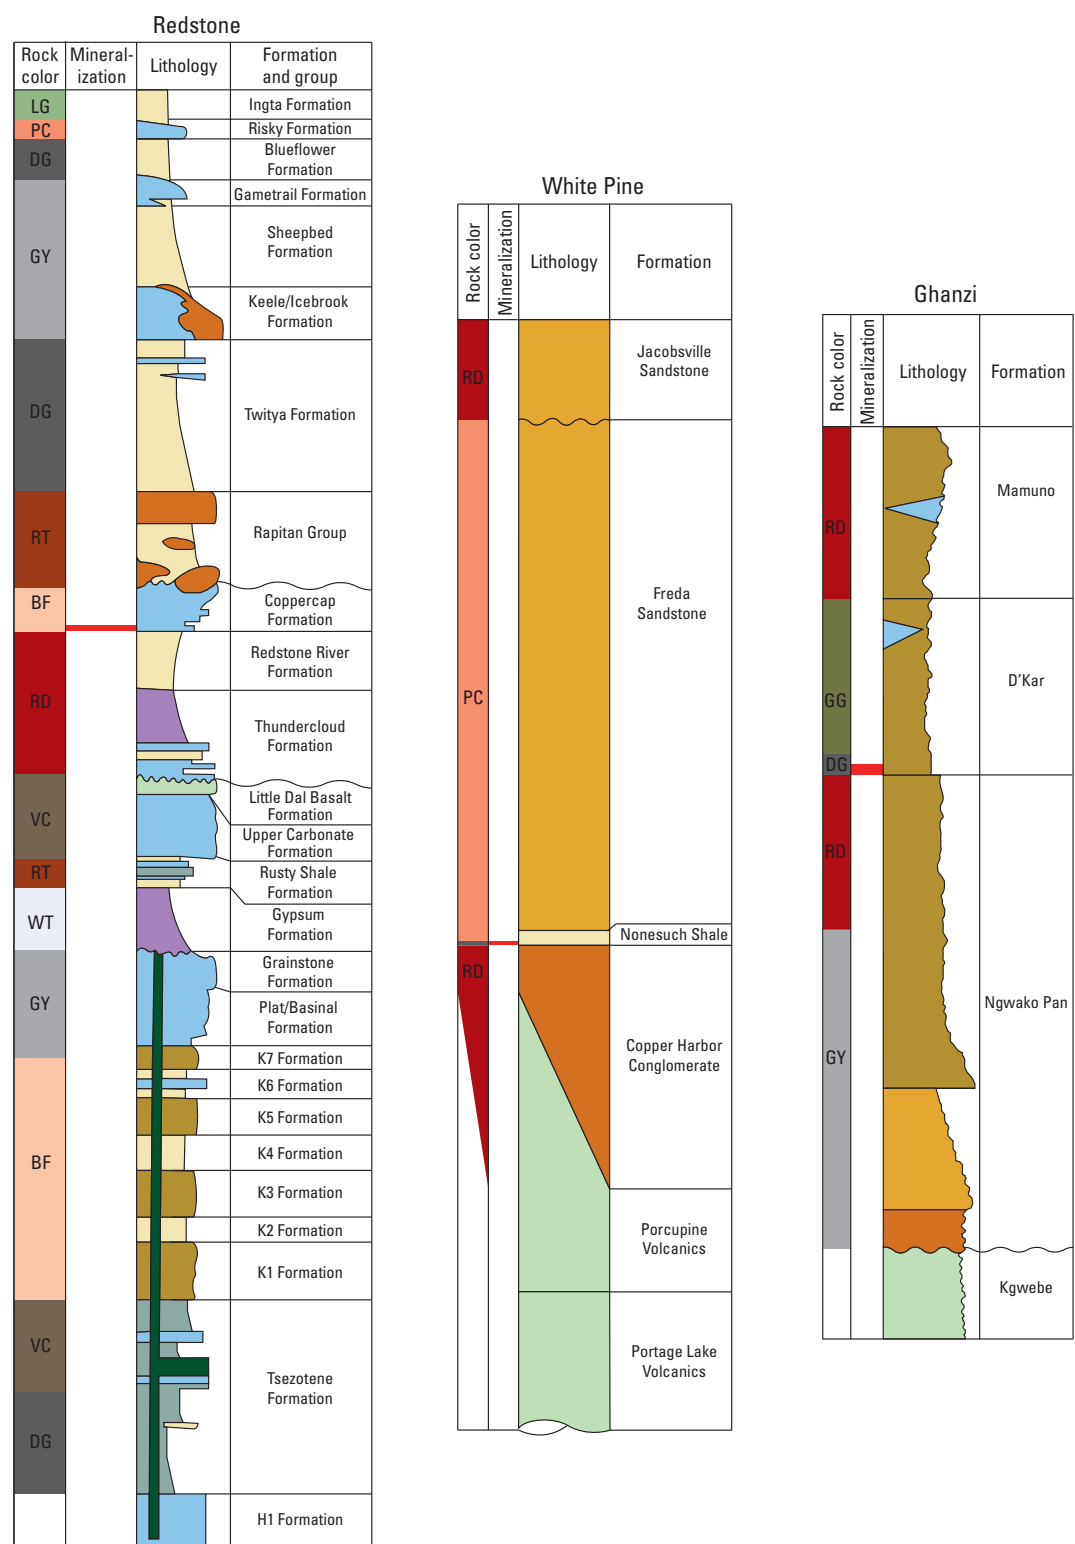 Redstone
Rock
color
Mineral-
ization
Lithology
Formation
and group
LG
PC
DG
GY
DG
RT
BF
RD
VC
RT
WT
GY
BF
VC
DG
Ingta Formation
Risky Formation
Blueflower
Formation
Gametrail Formation
Sheepbed
Formation
Keele/Icebrook
Formation
Twitya Formation
Rapitan Group
Coppercap
Formation
Redstone River
Formation
Thundercloud
Formation
Little Dal Basalt
Formation
Upper Carbonate
Formation
Rusty Shale
Formation
Gypsum
Formation
Grainstone
Formation
Plat/Basinal
Formation
K7 Formation
K6 Formation
K5 Formation
K4 Formation
K3 Formation
K2 Formation
K1 Formation
Tsezotene
Formation
H1 Formation
White Pine
Rock color
Mineralization
Lithology
Formation
RD
PC
RD
Jacobsville
Sandstone
Freda
Sandstone
Nonesuch Shale
Copper Harbor
Conglomerate
Porcupine
Volcanics
Portage Lake
Volcanics
Ghanzi
Rock color
Mineralization
Lithology
Formation
RD
GG
DG
RD
GY
Mamuno
D'Kar
Ngwako Pan
Kgwebe